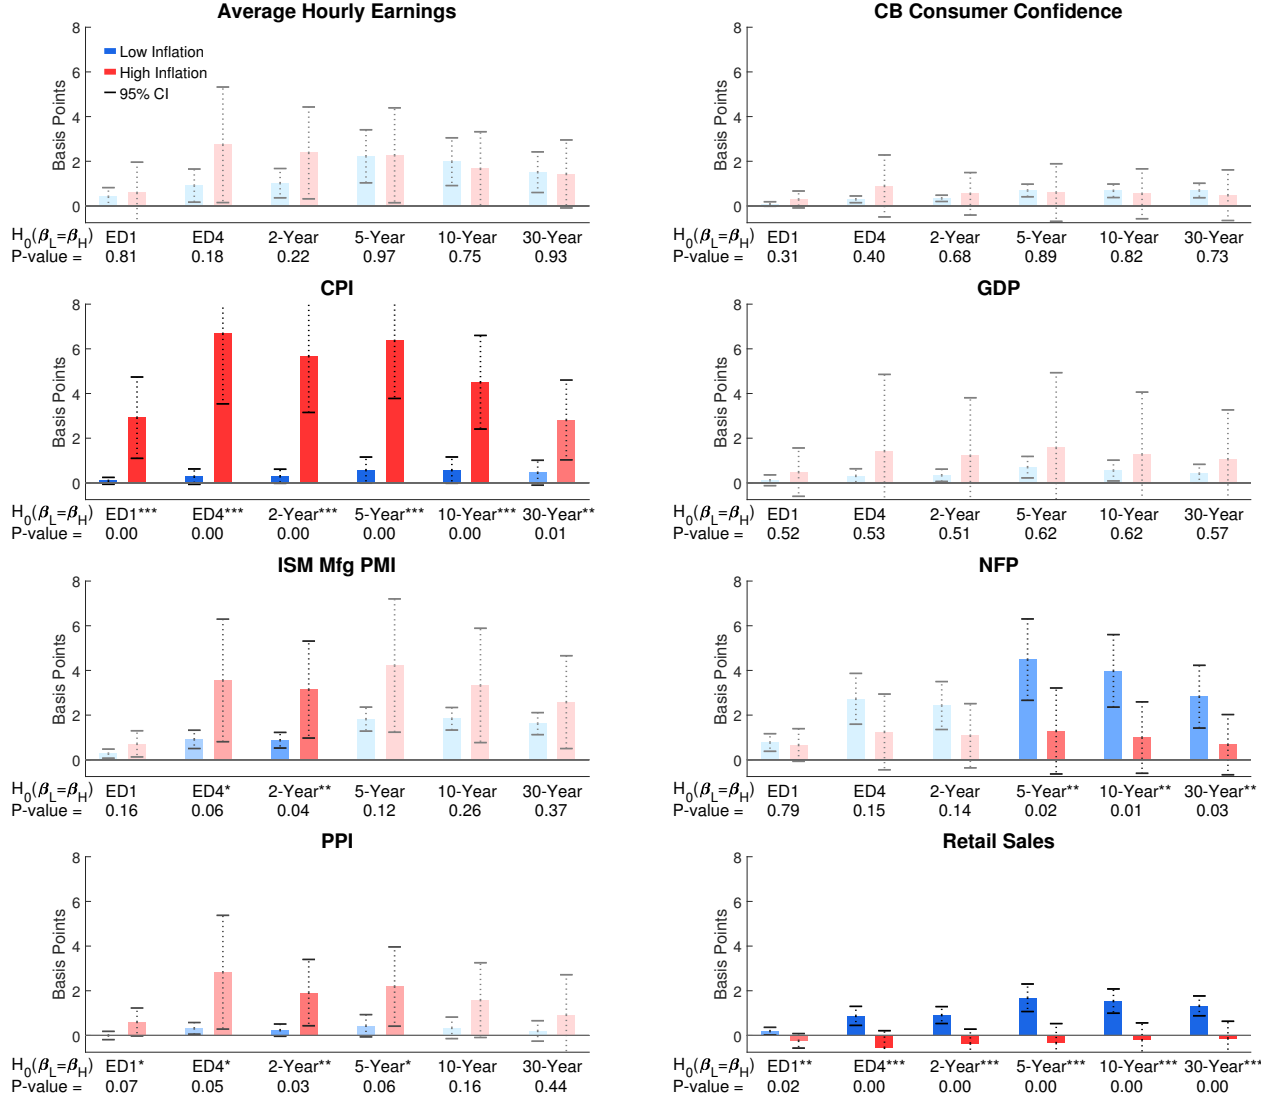 Average Hourly Earnings
8
6
4
2
0
Basis Points
Low Inflation
High Inflation
95% CI
H0(βL=βH) ED1 ED4 2-Year 5-Year 10-Year 30-Year
P-value = 0.81 0.18 0.22 0.97 0.75 0.93
CB Consumer Confidence
8
6
4
2
0
Basis Points
H0(βL=βH) ED1 ED4 2-Year 5-Year 10-Year 30-Year
P-value = 0.31 0.40 0.68 0.89 0.82 0.73
CPI
8
6
4
2
0
Basis Points
H0(βL=βH) ED1*** ED4*** 2-Year*** 5-Year*** 10-Year*** 30-Year**
P-value = 0.00 0.00 0.00 0.00 0.00 0.01
GDP
8
6
4
2
0
Basis Points
H0(βL=βH) ED1 ED4 2-Year 5-Year 10-Year 30-Year
P-value = 0.52 0.53 0.51 0.62 0.62 0.57
ISM Mfg PMI
8
6
4
2
0
Basis Points
H0(βL=βH) ED1 ED4* 2-Year** 5-Year 10-Year 30-Year
P-value = 0.16 0.06 0.04 0.12 0.26 0.37
NFP
8
6
4
2
0
Basis Points
H0(βL=βH) ED1 ED4 2-Year 5-Year** 10-Year** 30-Year**
P-value = 0.79 0.15 0.14 0.02 0.01 0.03
PPI
8
6
4
2
0
Basis Points
H0(βL=βH) ED1* ED4* 2-Year** 5-Year* 10-Year 30-Year
P-value = 0.07 0.05 0.03 0.06 0.16 0.44
Retail Sales
8
6
4
2
0
Basis Points
H0(βL=βH) ED1** ED4*** 2-Year*** 5-Year*** 10-Year*** 30-Year***
P-value = 0.02 0.00 0.00 0.00 0.00 0.00